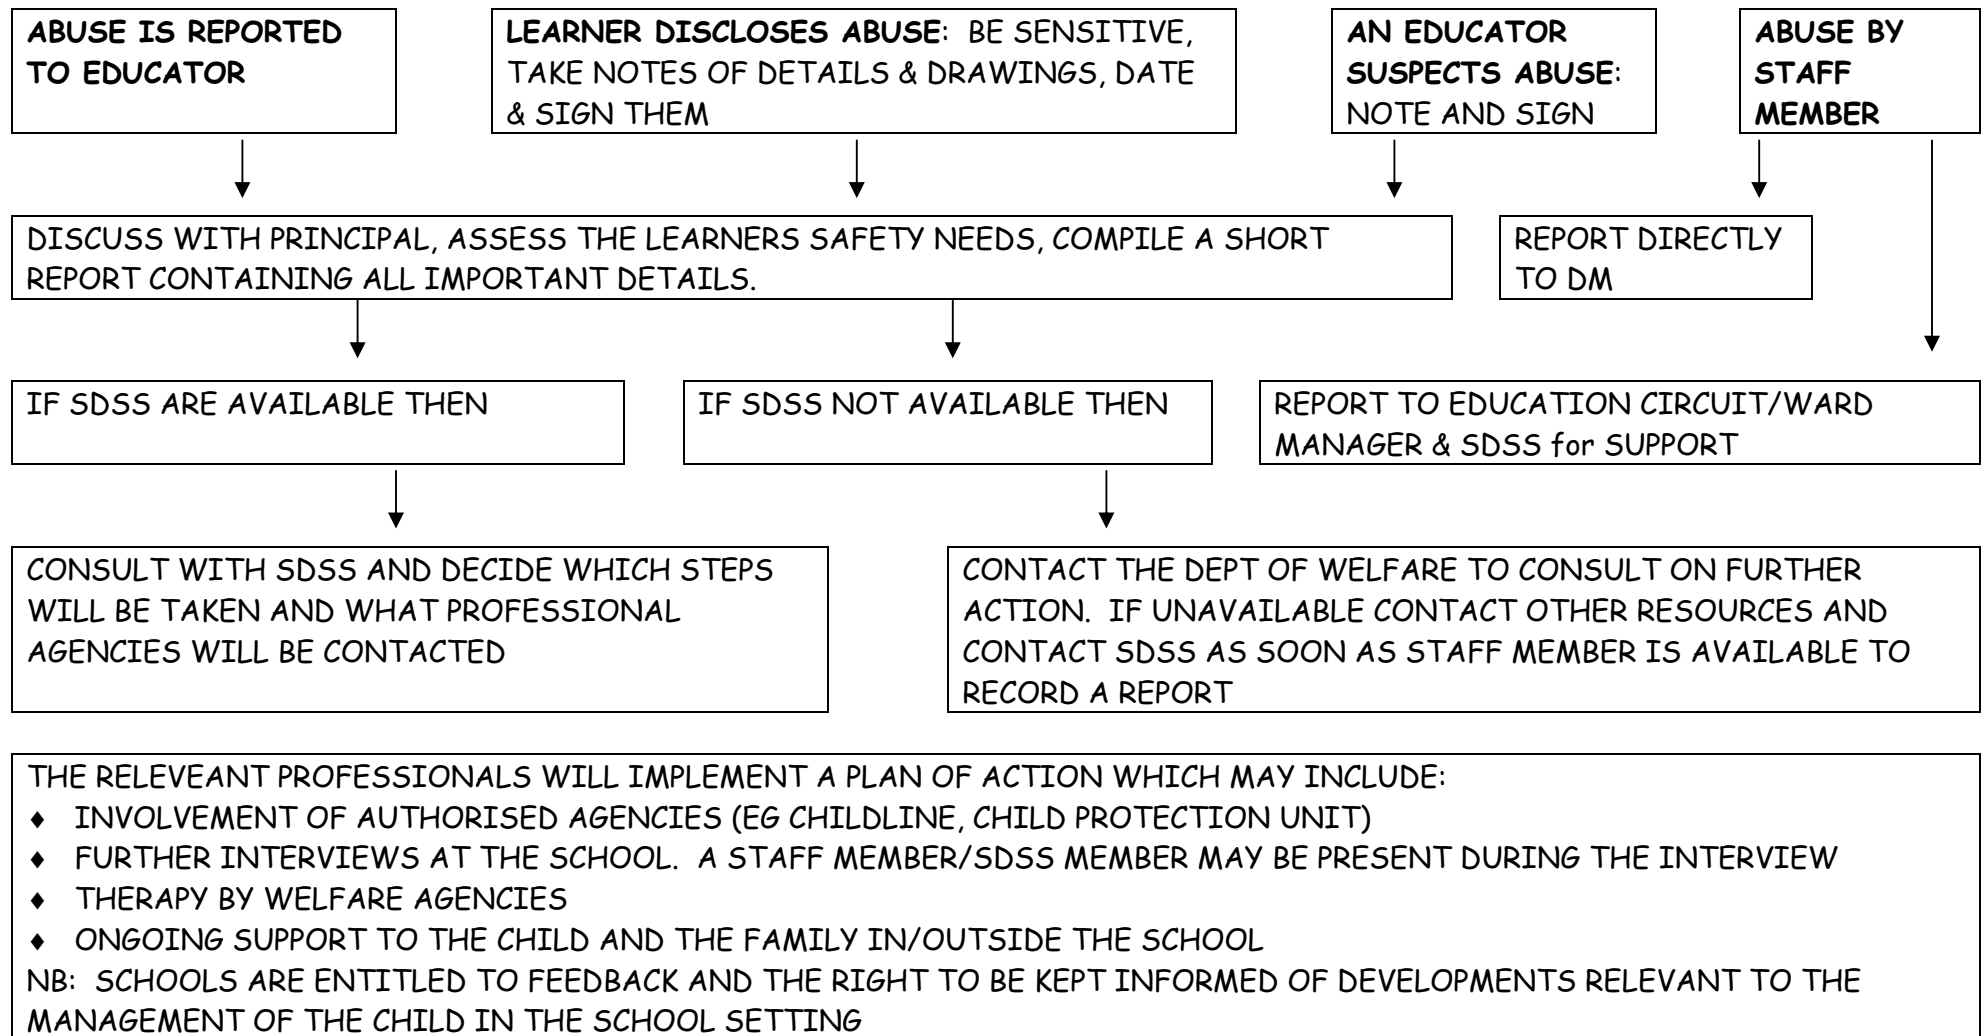 ABUSE IS REPORTED
TO EDUCATOR
LEARNER DISCLOSES ABUSE: BE SENSITIVE,
TAKE NOTES OF DETAILS & DRAWINGS, DATE
& SIGN THEM
AN EDUCATOR
SUSPECTS ABUSE:
NOTE AND SIGN
ABUSE BY
STAFF
MEMBER
DISCUSS WITH PRINCIPAL, ASSESS THE LEARNERS SAFETY NEEDS, COMPILE A SHORT
REPORT CONTAINING ALL IMPORTANT DETAILS.
REPORT DIRECTLY
TO DM
IF SDSS ARE AVAILABLE THEN
IF SDSS NOT AVAILABLE THEN
REPORT TO EDUCATION CIRCUIT/WARD
MANAGER & SDSS for SUPPORT
CONSULT WITH SDSS AND DECIDE WHICH STEPS
WILL BE TAKEN AND WHAT PROFESSIONAL
AGENCIES WILL BE CONTACTED
CONTACT THE DEPT OF WELFARE TO CONSULT ON FURTHER
ACTION. IF UNAVAILABLE CONTACT OTHER RESOURCES AND
CONTACT SDSS AS SOON AS STAFF MEMBER IS AVAILABLE TO
RECORD A REPORT
THE RELEVEANT PROFESSIONALS WILL IMPLEMENT A PLAN OF ACTION WHICH MAY INCLUDE:
♦ INVOLVEMENT OF AUTHORISED AGENCIES (EG CHILDLINE, CHILD PROTECTION UNIT)
♦ FURTHER INTERVIEWS AT THE SCHOOL. A STAFF MEMBER/SDSS MEMBER MAY BE PRESENT DURING THE INTERVIEW
♦ THERAPY BY WELFARE AGENCIES
♦ ONGOING SUPPORT TO THE CHILD AND THE FAMILY IN/OUTSIDE THE SCHOOL
NB: SCHOOLS ARE ENTITLED TO FEEDBACK AND THE RIGHT TO BE KEPT INFORMED OF DEVELOPMENTS RELEVANT TO THE
MANAGEMENT OF THE CHILD IN THE SCHOOL SETTING